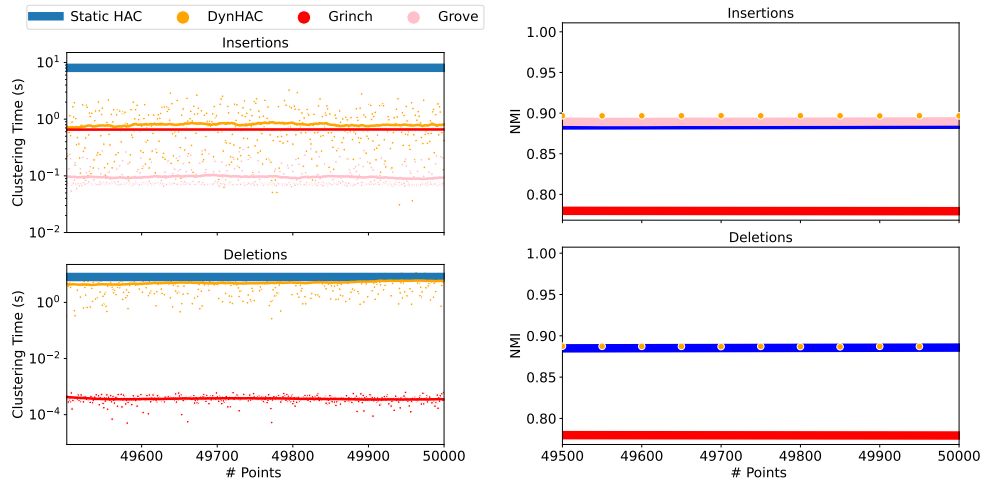 Static HAC DynHAC Grinch Grove
Insertions
Clustering Time (s)
10^1
10^0
10^-1
10^-2
Deletions
Clustering Time (s)
10^0
10^-2
10^-4
49600 49700 49800 49900 50000
# Points
Insertions
NMI
1.00
0.95
0.90
0.85
0.80
Deletions
NMI
1.00
0.95
0.90
0.85
0.80
49500 49600 49700 49800 49900 50000
# Points